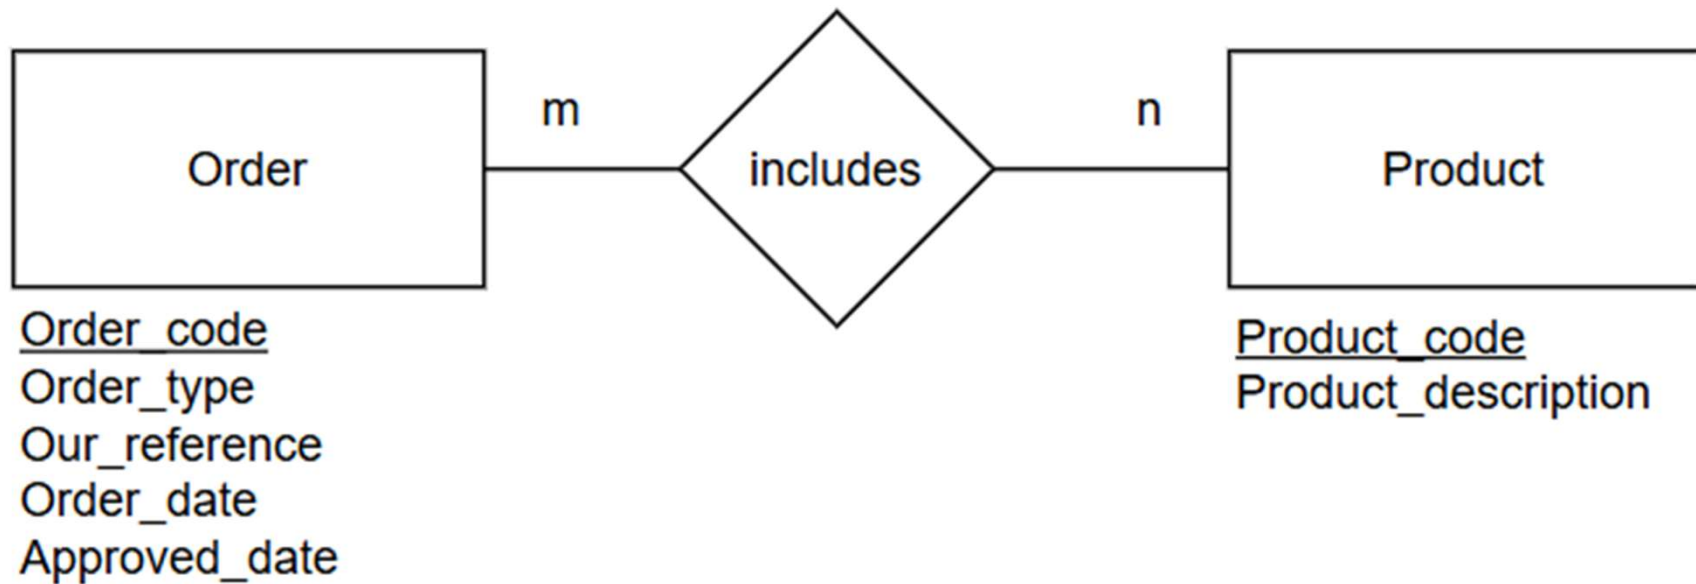 m
n
Order
includes
Product
Order_code
Order_type
Our_reference
Order_date
Approved_date
Product_code
Product_description